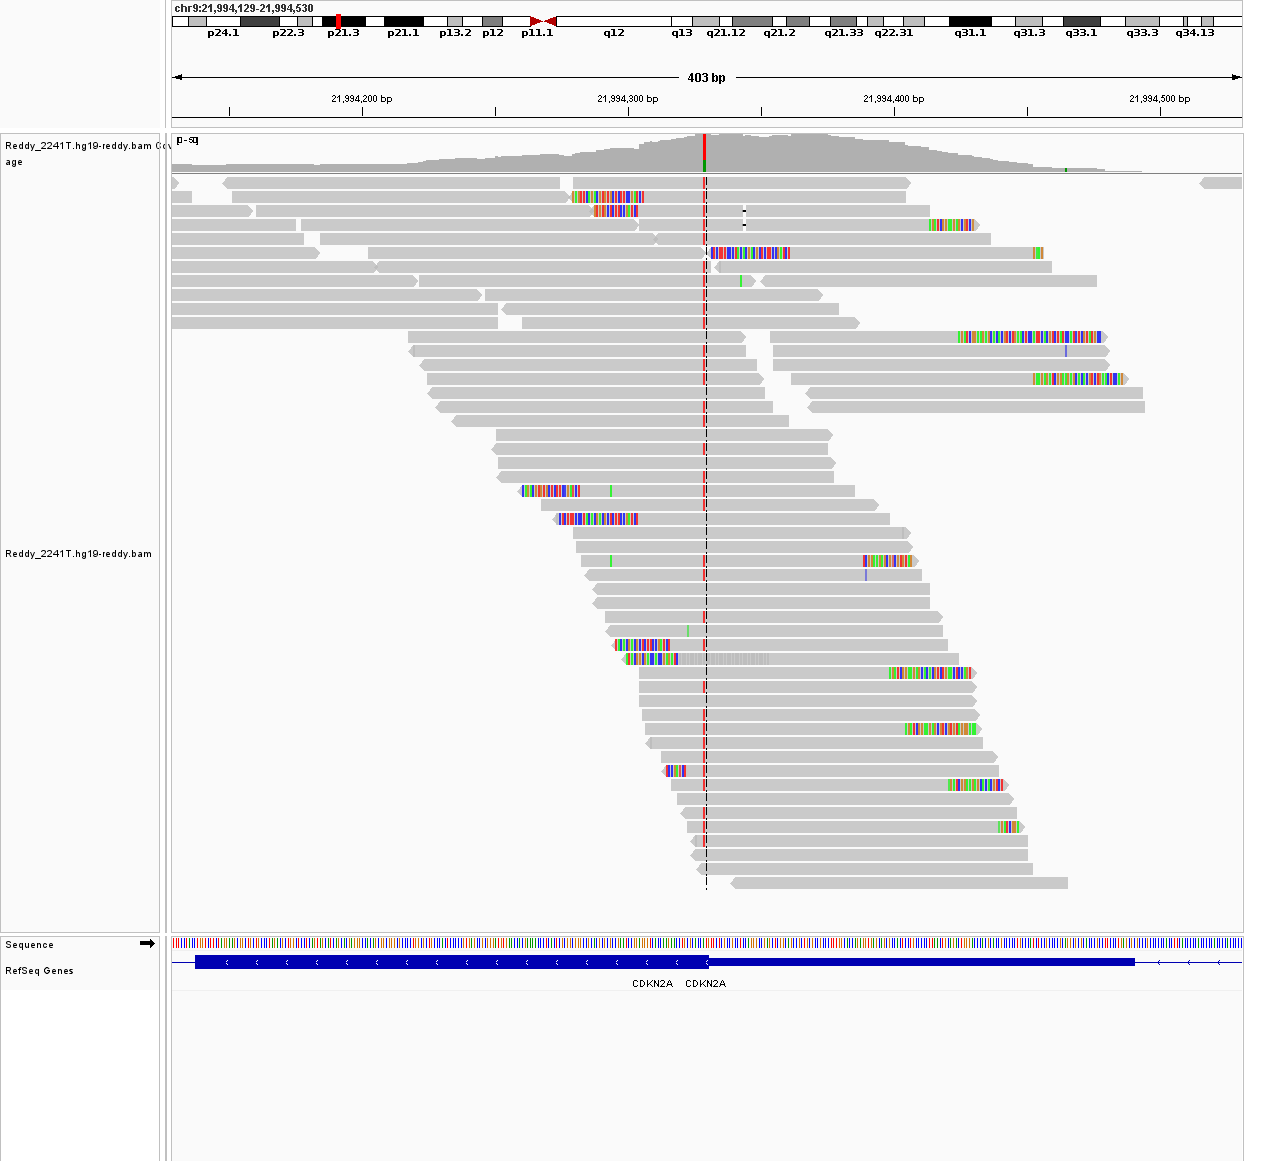 chr9:21,994,129-21,994,530
p24.1 p22.3 p21.3 p21.1 p13.2 p12 p11.1 q12 q13 q21.12 q21.2 q21.33 q22.31 q31.1 q31.3 q33.1 q33.3 q34.13
403 bp
21,994,200 bp 21,994,300 bp 21,994,400 bp 21,994,500 bp
Reddy_2241T.hg19-reddy.bam Cov
age
Reddy_2241T.hg19-reddy.bam
Sequence
RefSeq Genes
CDKN2A CDKN2A